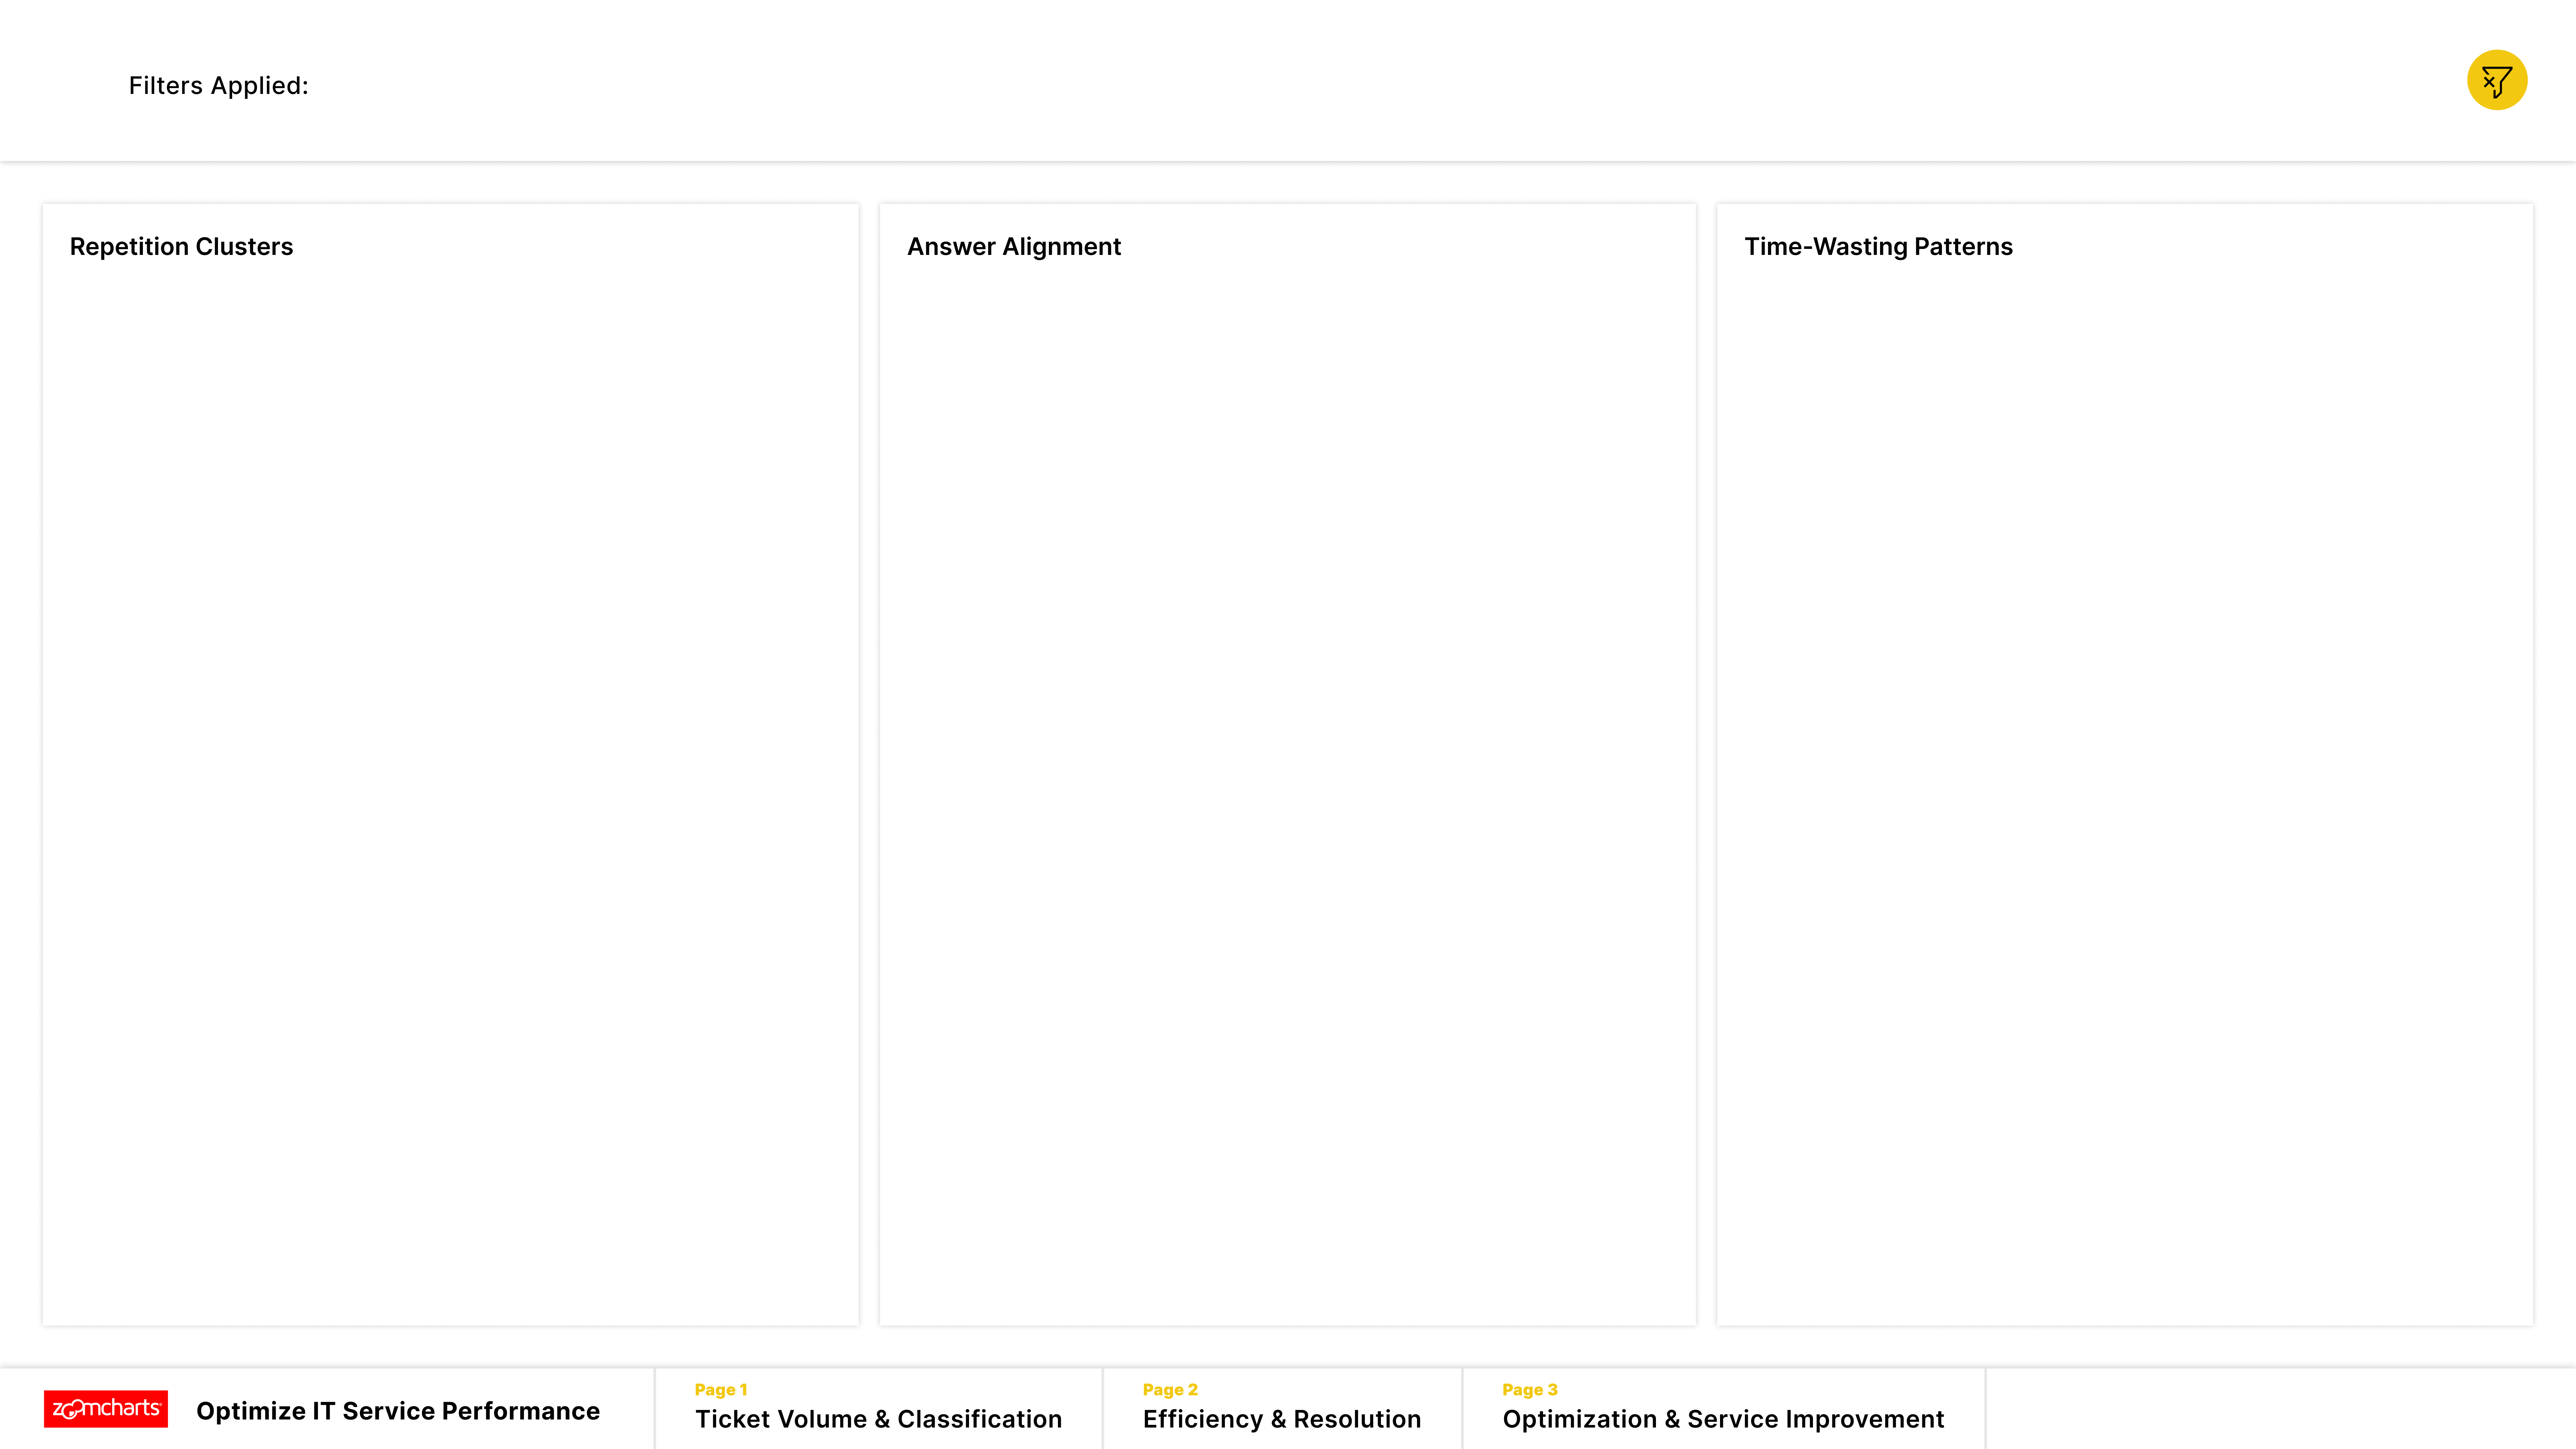 Filters Applied:
Repetition Clusters
Answer Alignment
Time-Wasting Patterns
zoomcharts
Optimize IT Service Performance
Page 1
Ticket Volume & Classification
Page 2
Efficiency & Resolution
Page 3
Optimization & Service Improvement